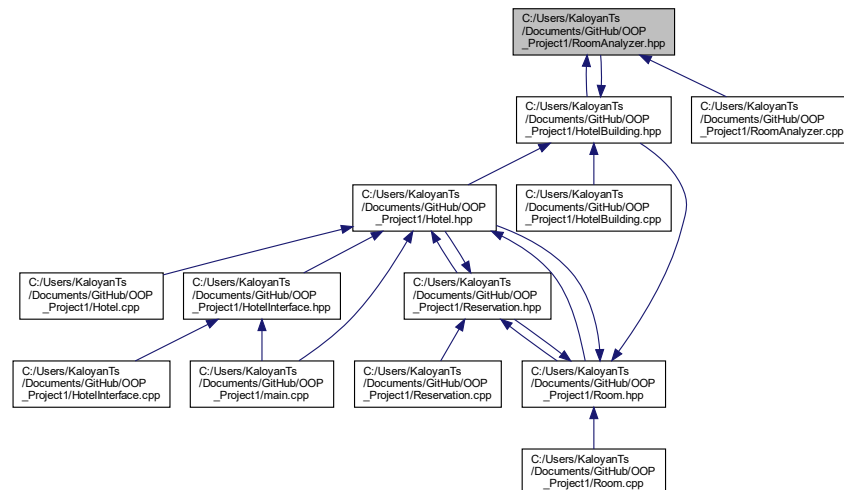 C:/Users/KaloyanTs
/Documents/GitHub/OOP
_Project1/RoomAnalyzer.hpp
C:/Users/KaloyanTs
/Documents/GitHub/OOP
_Project1/HotelBuilding.hpp
C:/Users/KaloyanTs
/Documents/GitHub/OOP
_Project1/RoomAnalyzer.cpp
C:/Users/KaloyanTs
/Documents/GitHub/OOP
_Project1/Hotel.hpp
C:/Users/KaloyanTs
/Documents/GitHub/OOP
_Project1/HotelBuilding.cpp
C:/Users/KaloyanTs
/Documents/GitHub/OOP
_Project1/Hotel.cpp
C:/Users/KaloyanTs
/Documents/GitHub/OOP
_Project1/HotelInterface.hpp
C:/Users/KaloyanTs
/Documents/GitHub/OOP
_Project1/Reservation.hpp
C:/Users/KaloyanTs
/Documents/GitHub/OOP
_Project1/HotelInterface.cpp
C:/Users/KaloyanTs
/Documents/GitHub/OOP
_Project1/main.cpp
C:/Users/KaloyanTs
/Documents/GitHub/OOP
_Project1/Reservation.cpp
C:/Users/KaloyanTs
/Documents/GitHub/OOP
_Project1/Room.hpp
C:/Users/KaloyanTs
/Documents/GitHub/OOP
_Project1/Room.cpp